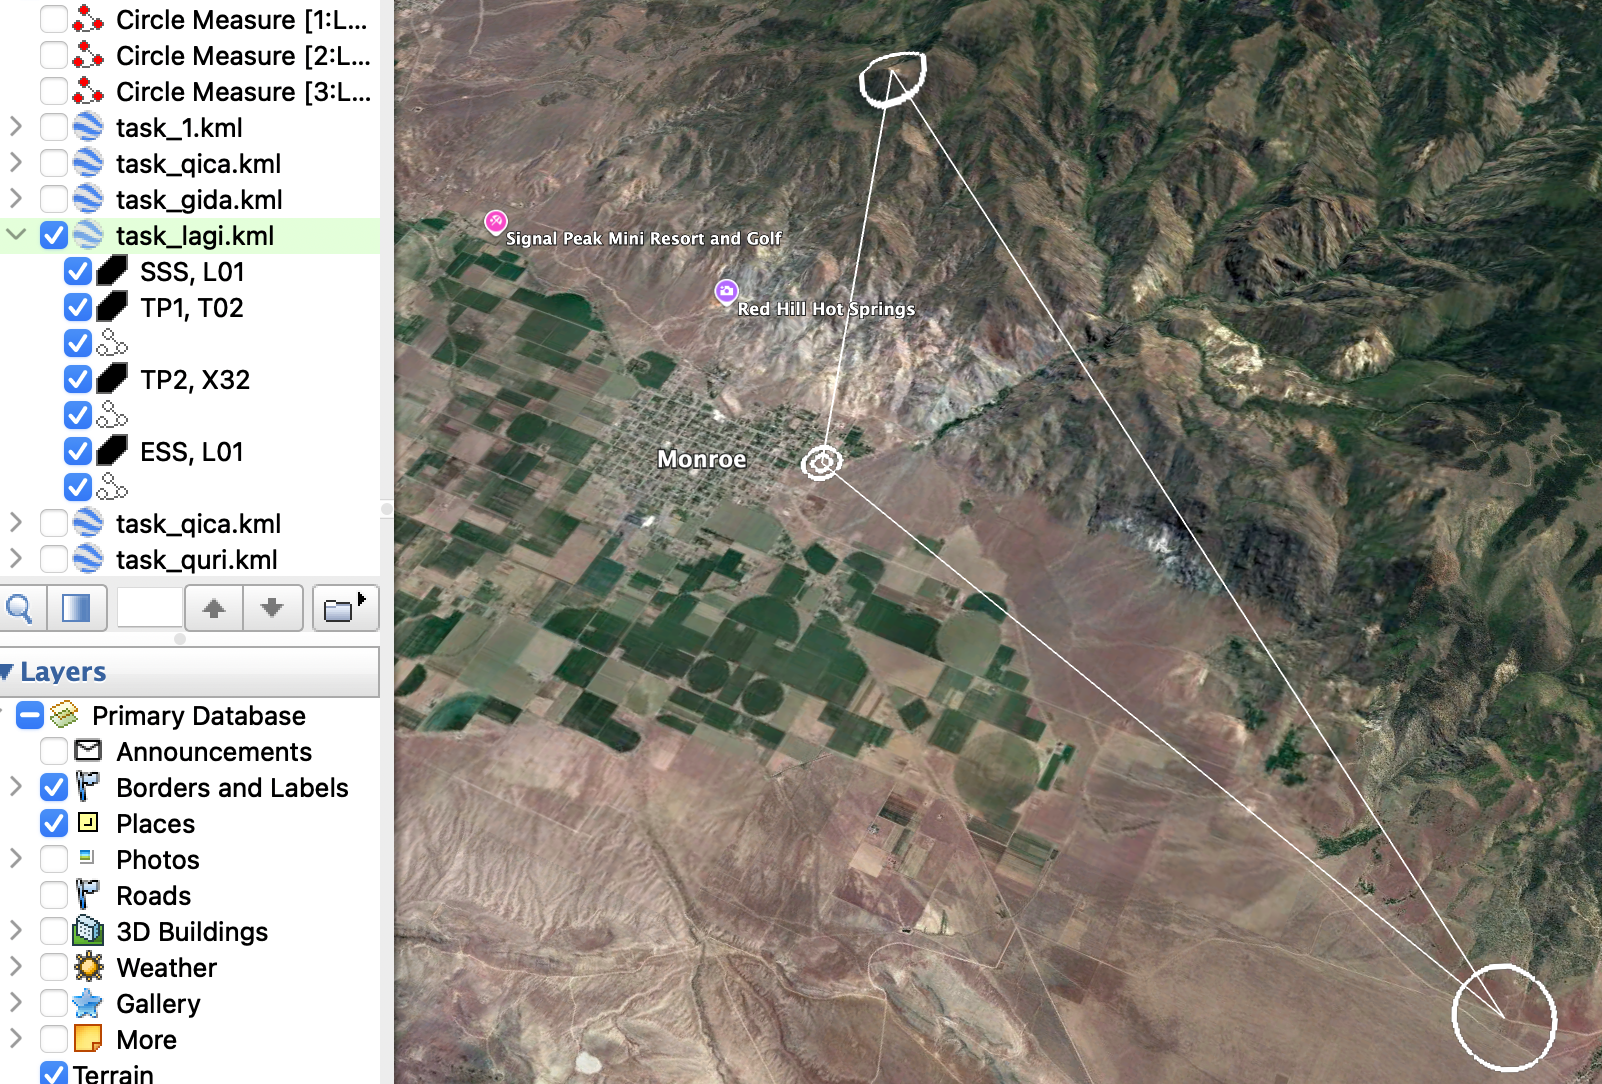 Circle Measure [1:L...
Circle Measure [2:L...
Circle Measure [3:L...
task_1.kml
task_qica.kml
task_gida.kml
task_lagi.kml
SSS, L01
TP1, T02
TP2, X32
ESS, L01
task_qica.kml
task_quri.kml
Layers
Primary Database
Announcements
Borders and Labels
Places
Photos
Roads
3D Buildings
Weather
Gallery
More
Terrain
Signal Peak Mini Resort and Golf
Red Hill Hot Springs
Monroe